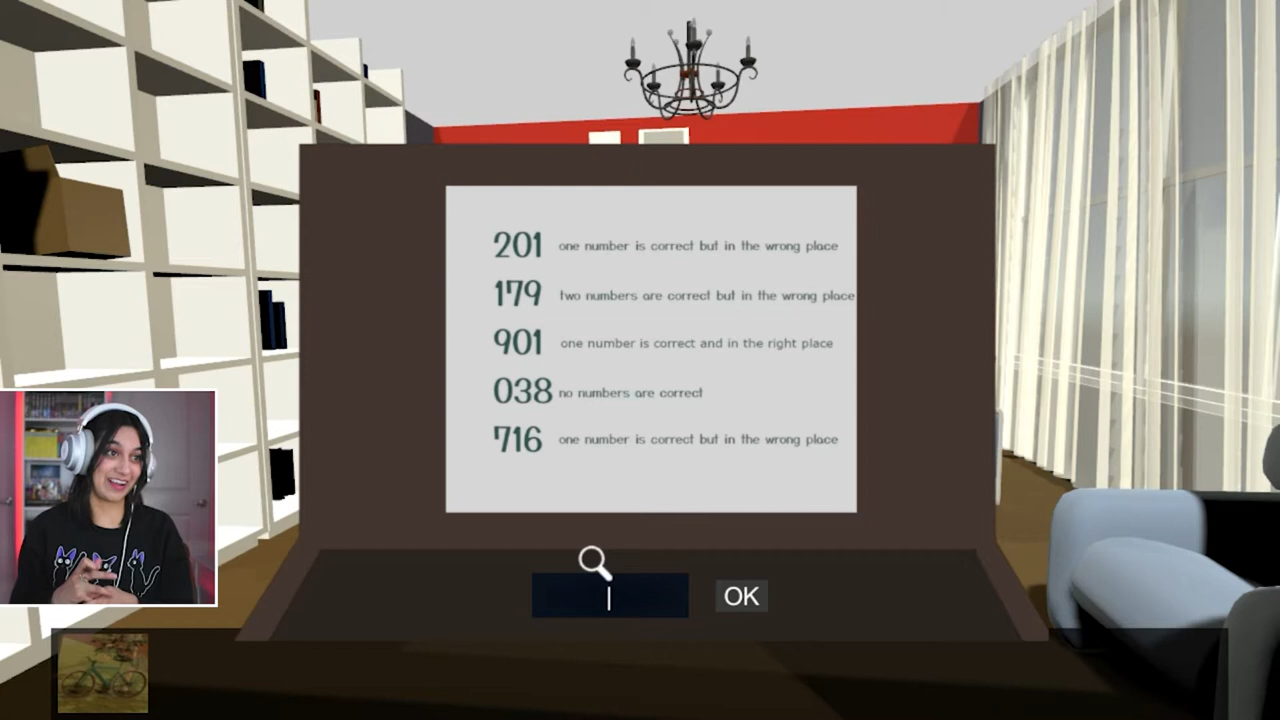 201 one number is correct but in the wrong place
179 two numbers are correct but in the wrong place
901 one number is correct and in the right place
038 no numbers are correct
716 one number is correct but in the wrong place
OK